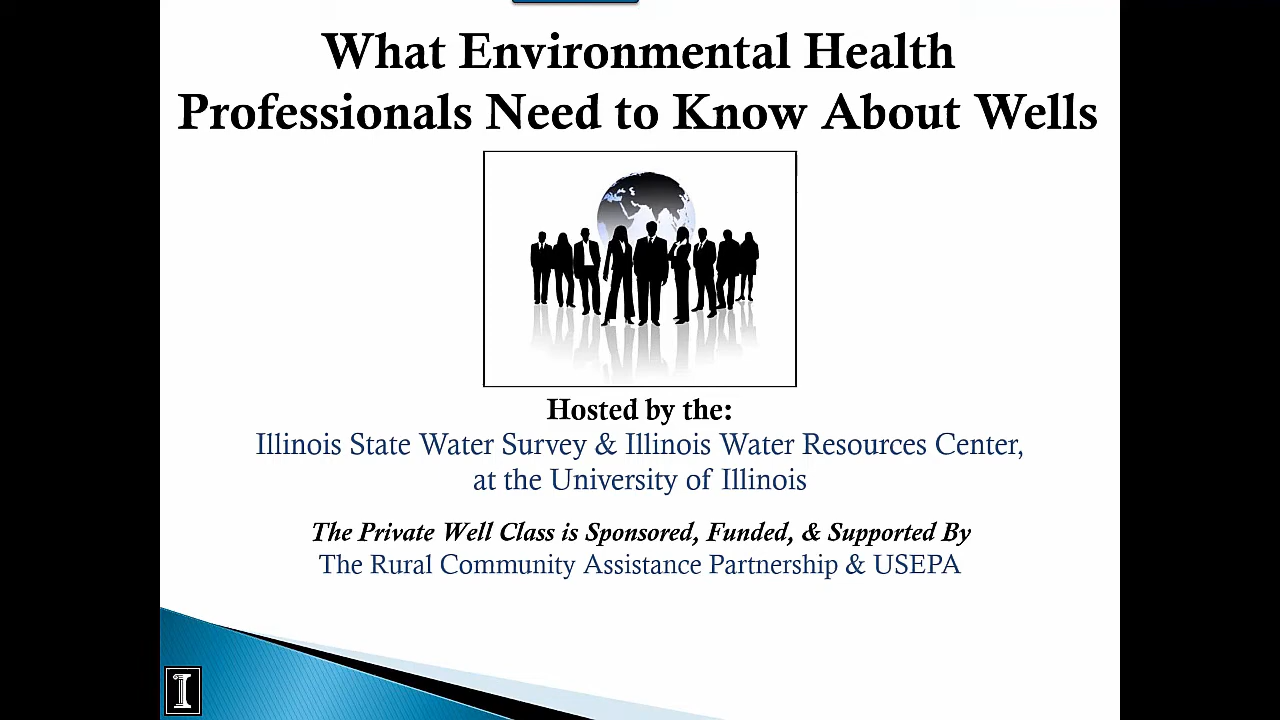 What Environmental Health
Professionals Need to Know About Wells
Hosted by the:
Illinois State Water Survey & Illinois Water Resources Center,
at the University of Illinois
The Private Well Class is Sponsored, Funded, & Supported By
The Rural Community Assistance Partnership & USEPA
I